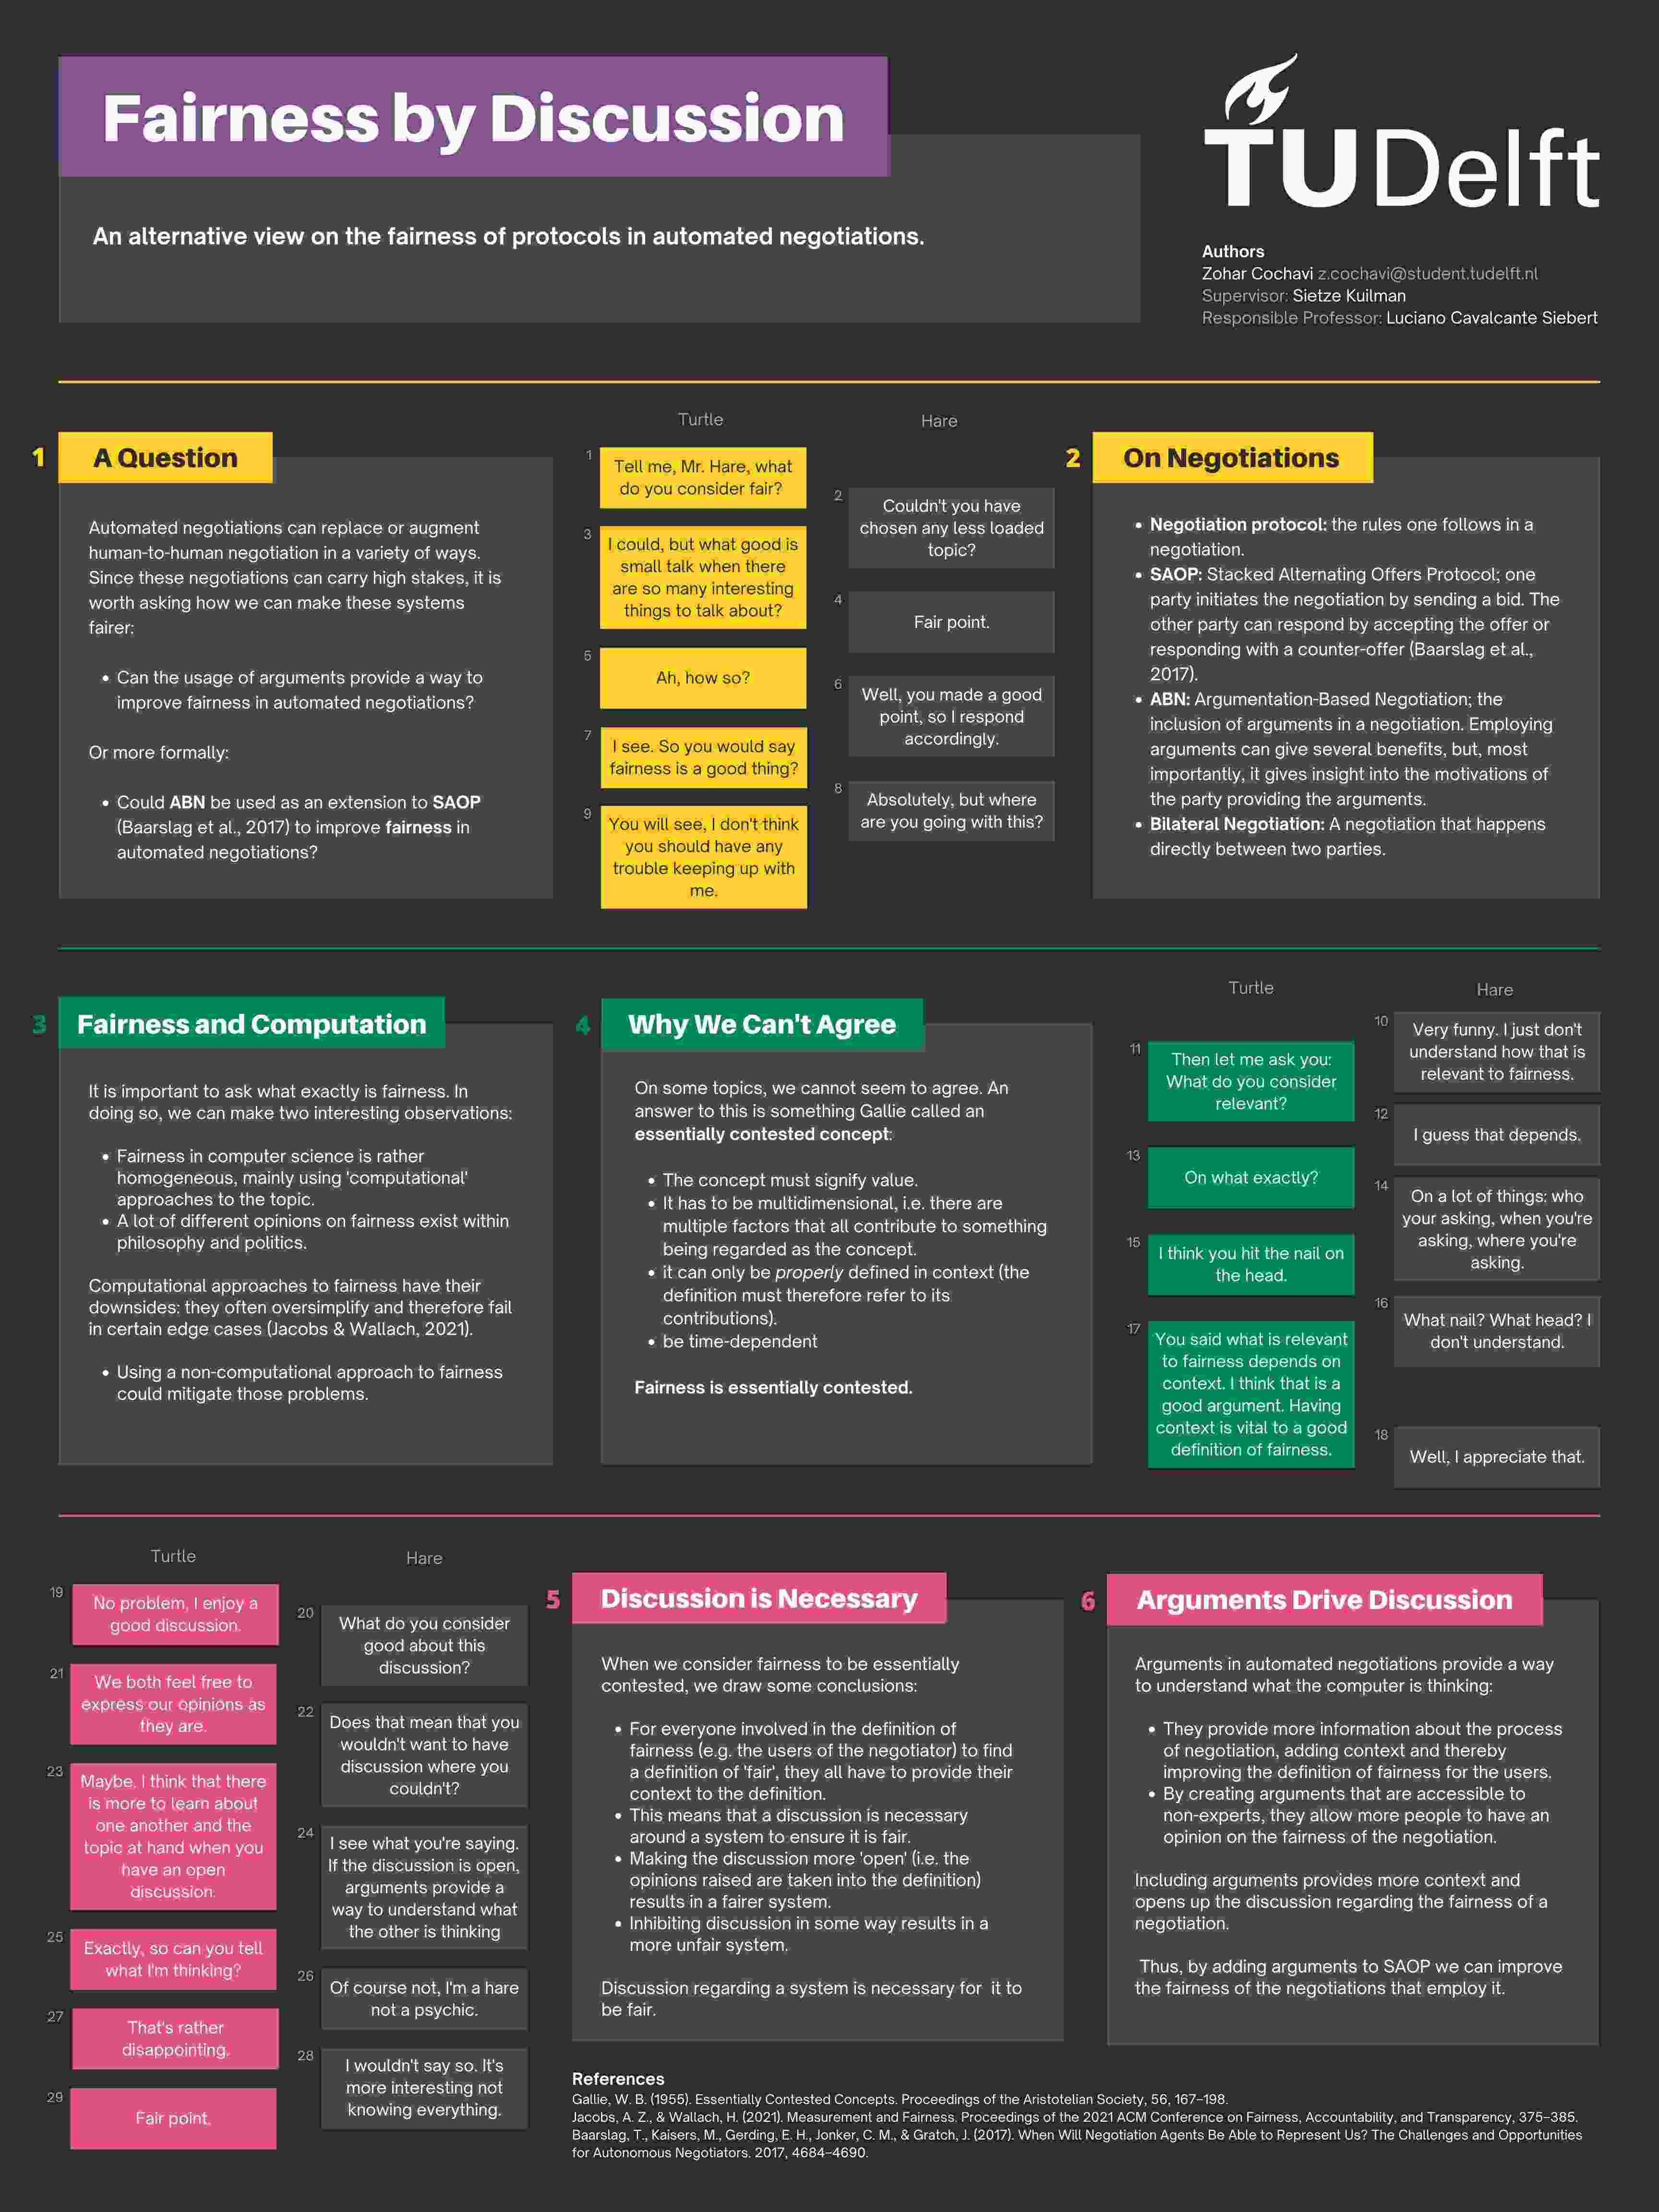 Fairness by Discussion
An alternative view on the fairness of protocols in automated negotiations.
TUDelft
Authors
Zohar Cochavi z.cochavi@student.tudelft.nl
Supervisor: Sietze Kuilman
Responsible Professor: Luciano Cavalcante Siebert
1
A Question
Automated negotiations can replace or augment
human-to-human negotiation in a variety of ways.
Since these negotiations can carry high stakes, it is
worth asking how we can make these systems
fairer:
• Can the usage of arguments provide a way to
improve fairness in automated negotiations?
Or more formally:
• Could ABN be used as an extension to SAOP
(Baarslag et al., 2017) to improve fairness in
automated negotiations?
Turtle
Hare
1
Tell me, Mr. Hare, what
do you consider fair?
2
Couldn't you have
chosen any less loaded
topic?
3
I could, but what good is
small talk when there
are so many interesting
things to talk about?
4
Fair point.
5
Ah, how so?
6
Well, you made a good
point, so I respond
accordingly.
7
I see. So you would say
fairness is a good thing?
8
Absolutely, but where
are you going with this?
9
You will see, I don't think
you should have any
trouble keeping up with
me.
2
On Negotiations
• Negotiation protocol: the rules one follows in a
negotiation.
• SAOP: Stacked Alternating Offers Protocol; one
party initiates the negotiation by sending a bid. The
other party can respond by accepting the offer or
responding with a counter-offer (Baarslag et al.,
2017).
• ABN: Argumentation-Based Negotiation; the
inclusion of arguments in a negotiation. Employing
arguments can give several benefits, but, most
importantly, it gives insight into the motivations of
the party providing the arguments.
• Bilateral Negotiation: A negotiation that happens
directly between two parties.
3
Fairness and Computation
It is important to ask what exactly is fairness. In
doing so, we can make two interesting observations:
• Fairness in computer science is rather
homogeneous, mainly using 'computational'
approaches to the topic.
• A lot of different opinions on fairness exist within
philosophy and politics.
Computational approaches to fairness have their
downsides: they often oversimplify and therefore fail
in certain edge cases (Jacobs & Wallach, 2021).
• Using a non-computational approach to fairness
could mitigate those problems.
4
Why We Can't Agree
On some topics, we cannot seem to agree. An
answer to this is something Gallie called an
essentially contested concept:
• The concept must signify value.
• It has to be multidimensional, i.e. there are
multiple factors that all contribute to something
being regarded as the concept.
• it can only be properly defined in context (the
definition must therefore refer to its
contributions).
• be time-dependent
Fairness is essentially contested.
Turtle
Hare
10
Very funny. I just don't
understand how that is
relevant to fairness.
11
Then let me ask you:
What do you consider
relevant?
12
I guess that depends.
13
On what exactly?
14
On a lot of things: who
your asking, when you're
asking, where you're
asking.
15
I think you hit the nail on
the head.
16
What nail? What head? I
don't understand.
17
You said what is relevant
to fairness depends on
context. I think that is a
good argument. Having
context is vital to a good
definition of fairness.
18
Well, I appreciate that.
Turtle
Hare
19
No problem, I enjoy a
good discussion.
20
What do you consider
good about this
discussion?
21
We both feel free to
express our opinions as
they are.
22
Does that mean that you
wouldn't want to have
discussion where you
couldn't?
23
Maybe. I think that there
is more to learn about
one another and the
topic at hand when you
have an open
discussion.
24
I see what you're saying.
If the discussion is open,
arguments provide a
way to understand what
the other is thinking
25
Exactly, so can you tell
what I'm thinking?
26
Of course not, I'm a hare
not a psychic.
27
That's rather
disappointing.
28
I wouldn't say so. It's
more interesting not
knowing everything.
29
Fair point.
5
Discussion is Necessary
When we consider fairness to be essentially
contested, we draw some conclusions:
• For everyone involved in the definition of
fairness (e.g. the users of the negotiator) to find
a definition of 'fair', they all have to provide their
context to the definition.
• This means that a discussion is necessary
around a system to ensure it is fair.
• Making the discussion more 'open' (i.e. the
opinions raised are taken into the definition)
results in a fairer system.
• Inhibiting discussion in some way results in a
more unfair system.
Discussion regarding a system is necessary for it to
be fair.
6
Arguments Drive Discussion
Arguments in automated negotiations provide a way
to understand what the computer is thinking:
• They provide more information about the process
of negotiation, adding context and thereby
improving the definition of fairness for the users.
• By creating arguments that are accessible to
non-experts, they allow more people to have an
opinion on the fairness of the negotiation.
Including arguments provides more context and
opens up the discussion regarding the fairness of a
negotiation.
Thus, by adding arguments to SAOP we can improve
the fairness of the negotiations that employ it.
References
Gallie, W. B. (1955). Essentially Contested Concepts. Proceedings of the Aristotelian Society, 56, 167–198.
Jacobs, A. Z., & Wallach, H. (2021). Measurement and Fairness. Proceedings of the 2021 ACM Conference on Fairness, Accountability, and Transparency, 375–385.
Baarslag, T., Kaisers, M., Gerding, E. H., Jonker, C. M., & Gratch, J. (2017). When Will Negotiation Agents Be Able to Represent Us? The Challenges and Opportunities
for Autonomous Negotiators. 2017, 4684–4690.